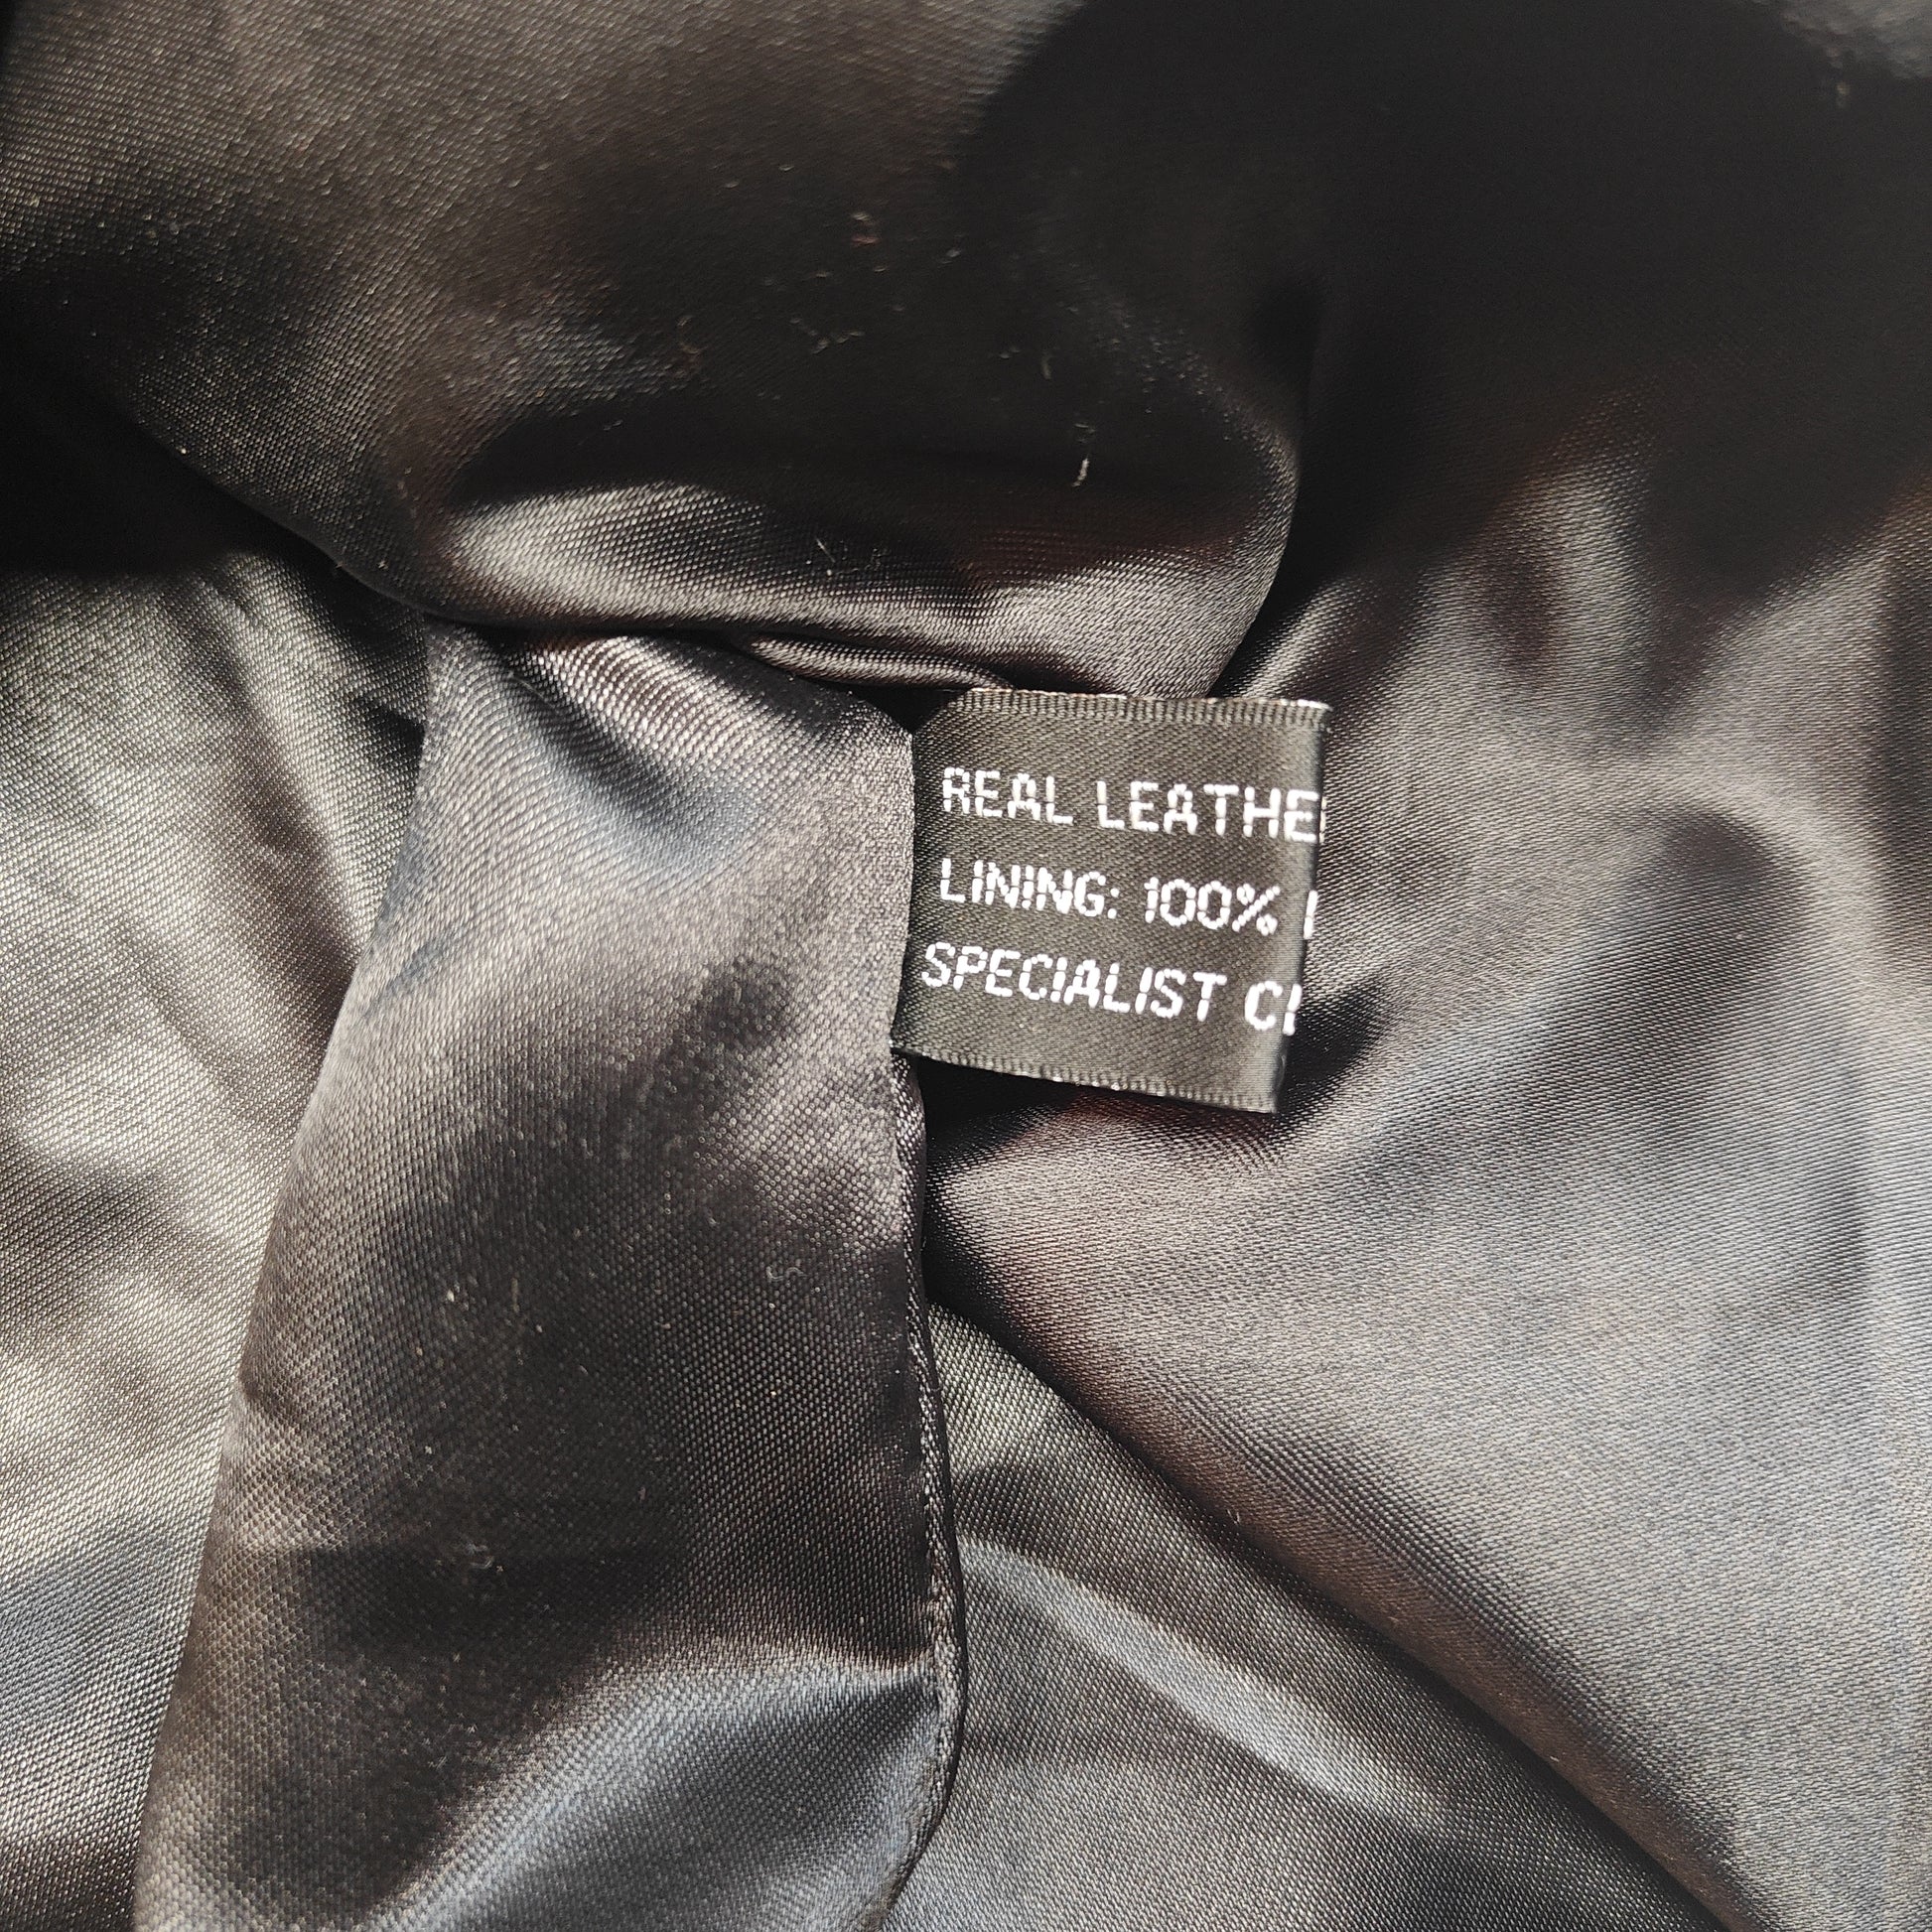 REAL LEATHE
LINING: 100%
SPECIALIST